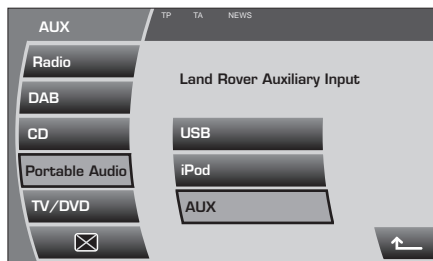 AUX
TP TA NEWS
Radio
Land Rover Auxiliary Input
DAB
CD
USB
Portable Audio
iPod
TV/DVD
AUX